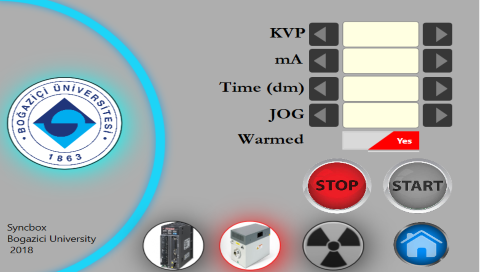 KVP
mA
Time (dm)
JOG
Warmed
Yes
BOĞAZİÇİ ÜNİVERSİTESİ
1863
STOP
START
Syncbox
Bogazici University
2018